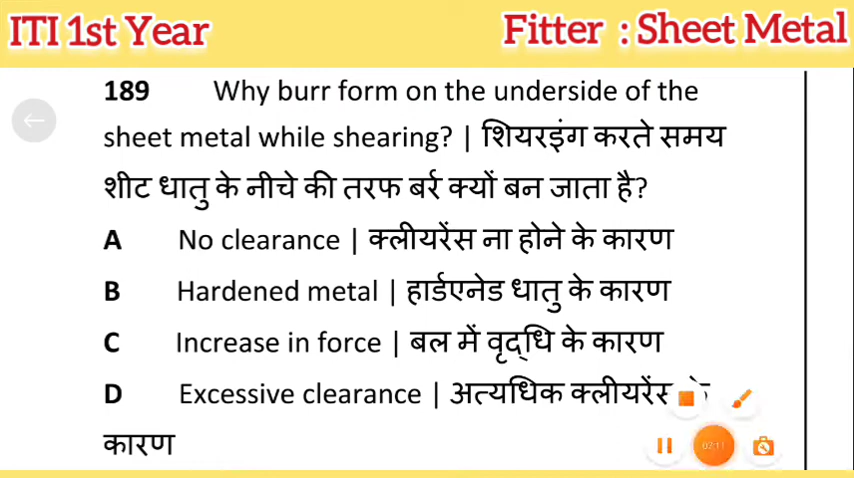 ITI 1st Year Fitter : Sheet Metal
189 Why burr form on the underside of the
sheet metal while shearing? | शियरइंग करते समय
शीट धातु के नीचे की तरफ बर्र क्यों बन जाता है?
A No clearance | क्लीयरेंस ना होने के कारण
B Hardened metal | हार्डएनेड धातु के कारण
C Increase in force | बल में वृद्धि के कारण
D Excessive clearance | अत्यधिक क्लीयरेंस के
कारण